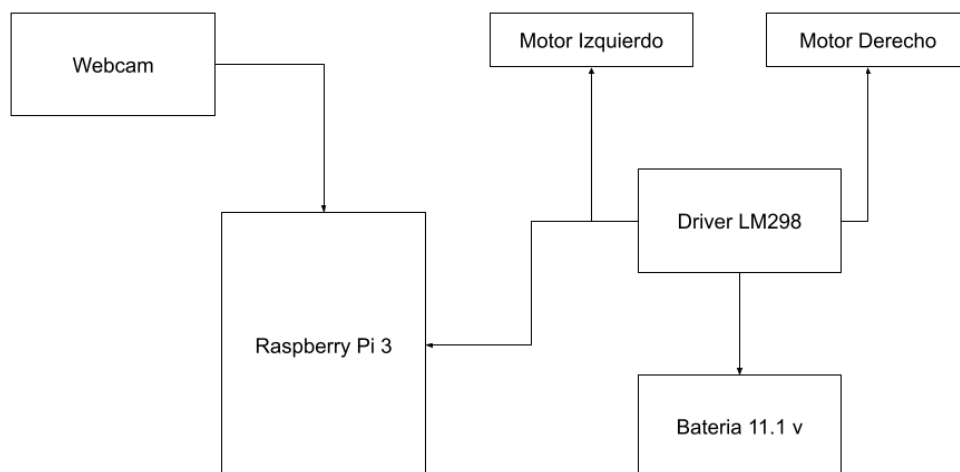 Webcam
Motor Izquierdo
Motor Derecho
Driver LM298
Raspberry Pi 3
Bateria 11.1 v